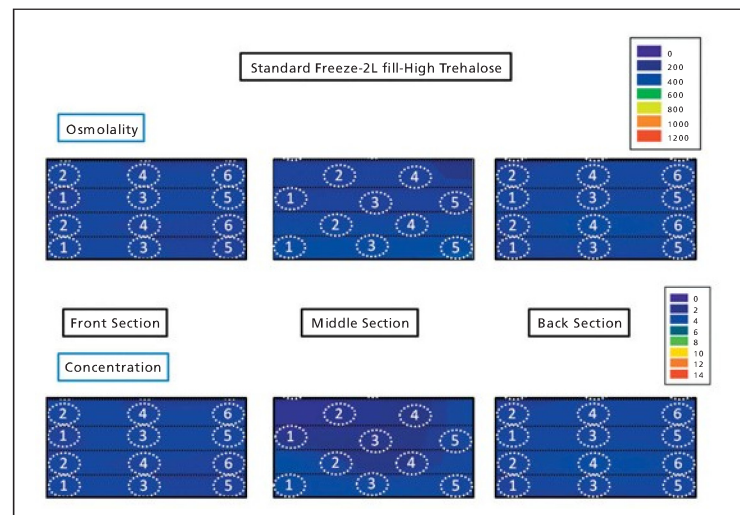 Standard Freeze-2L fill-High Trehalose
0
200
400
600
800
1000
1200
Osmolality
2 4 6
1 3 5
2 4 6
1 3 5
2 4
1 3 5
2 4
1 3 5
2 4 6
1 3 5
2 4 6
1 3 5
Front Section
Middle Section
Back Section
0
2
4
6
8
10
12
14
Concentration
2 4 6
1 3 5
2 4 6
1 3 5
2 4
1 3 5
2 4
1 3 5
2 4 6
1 3 5
2 4 6
1 3 5